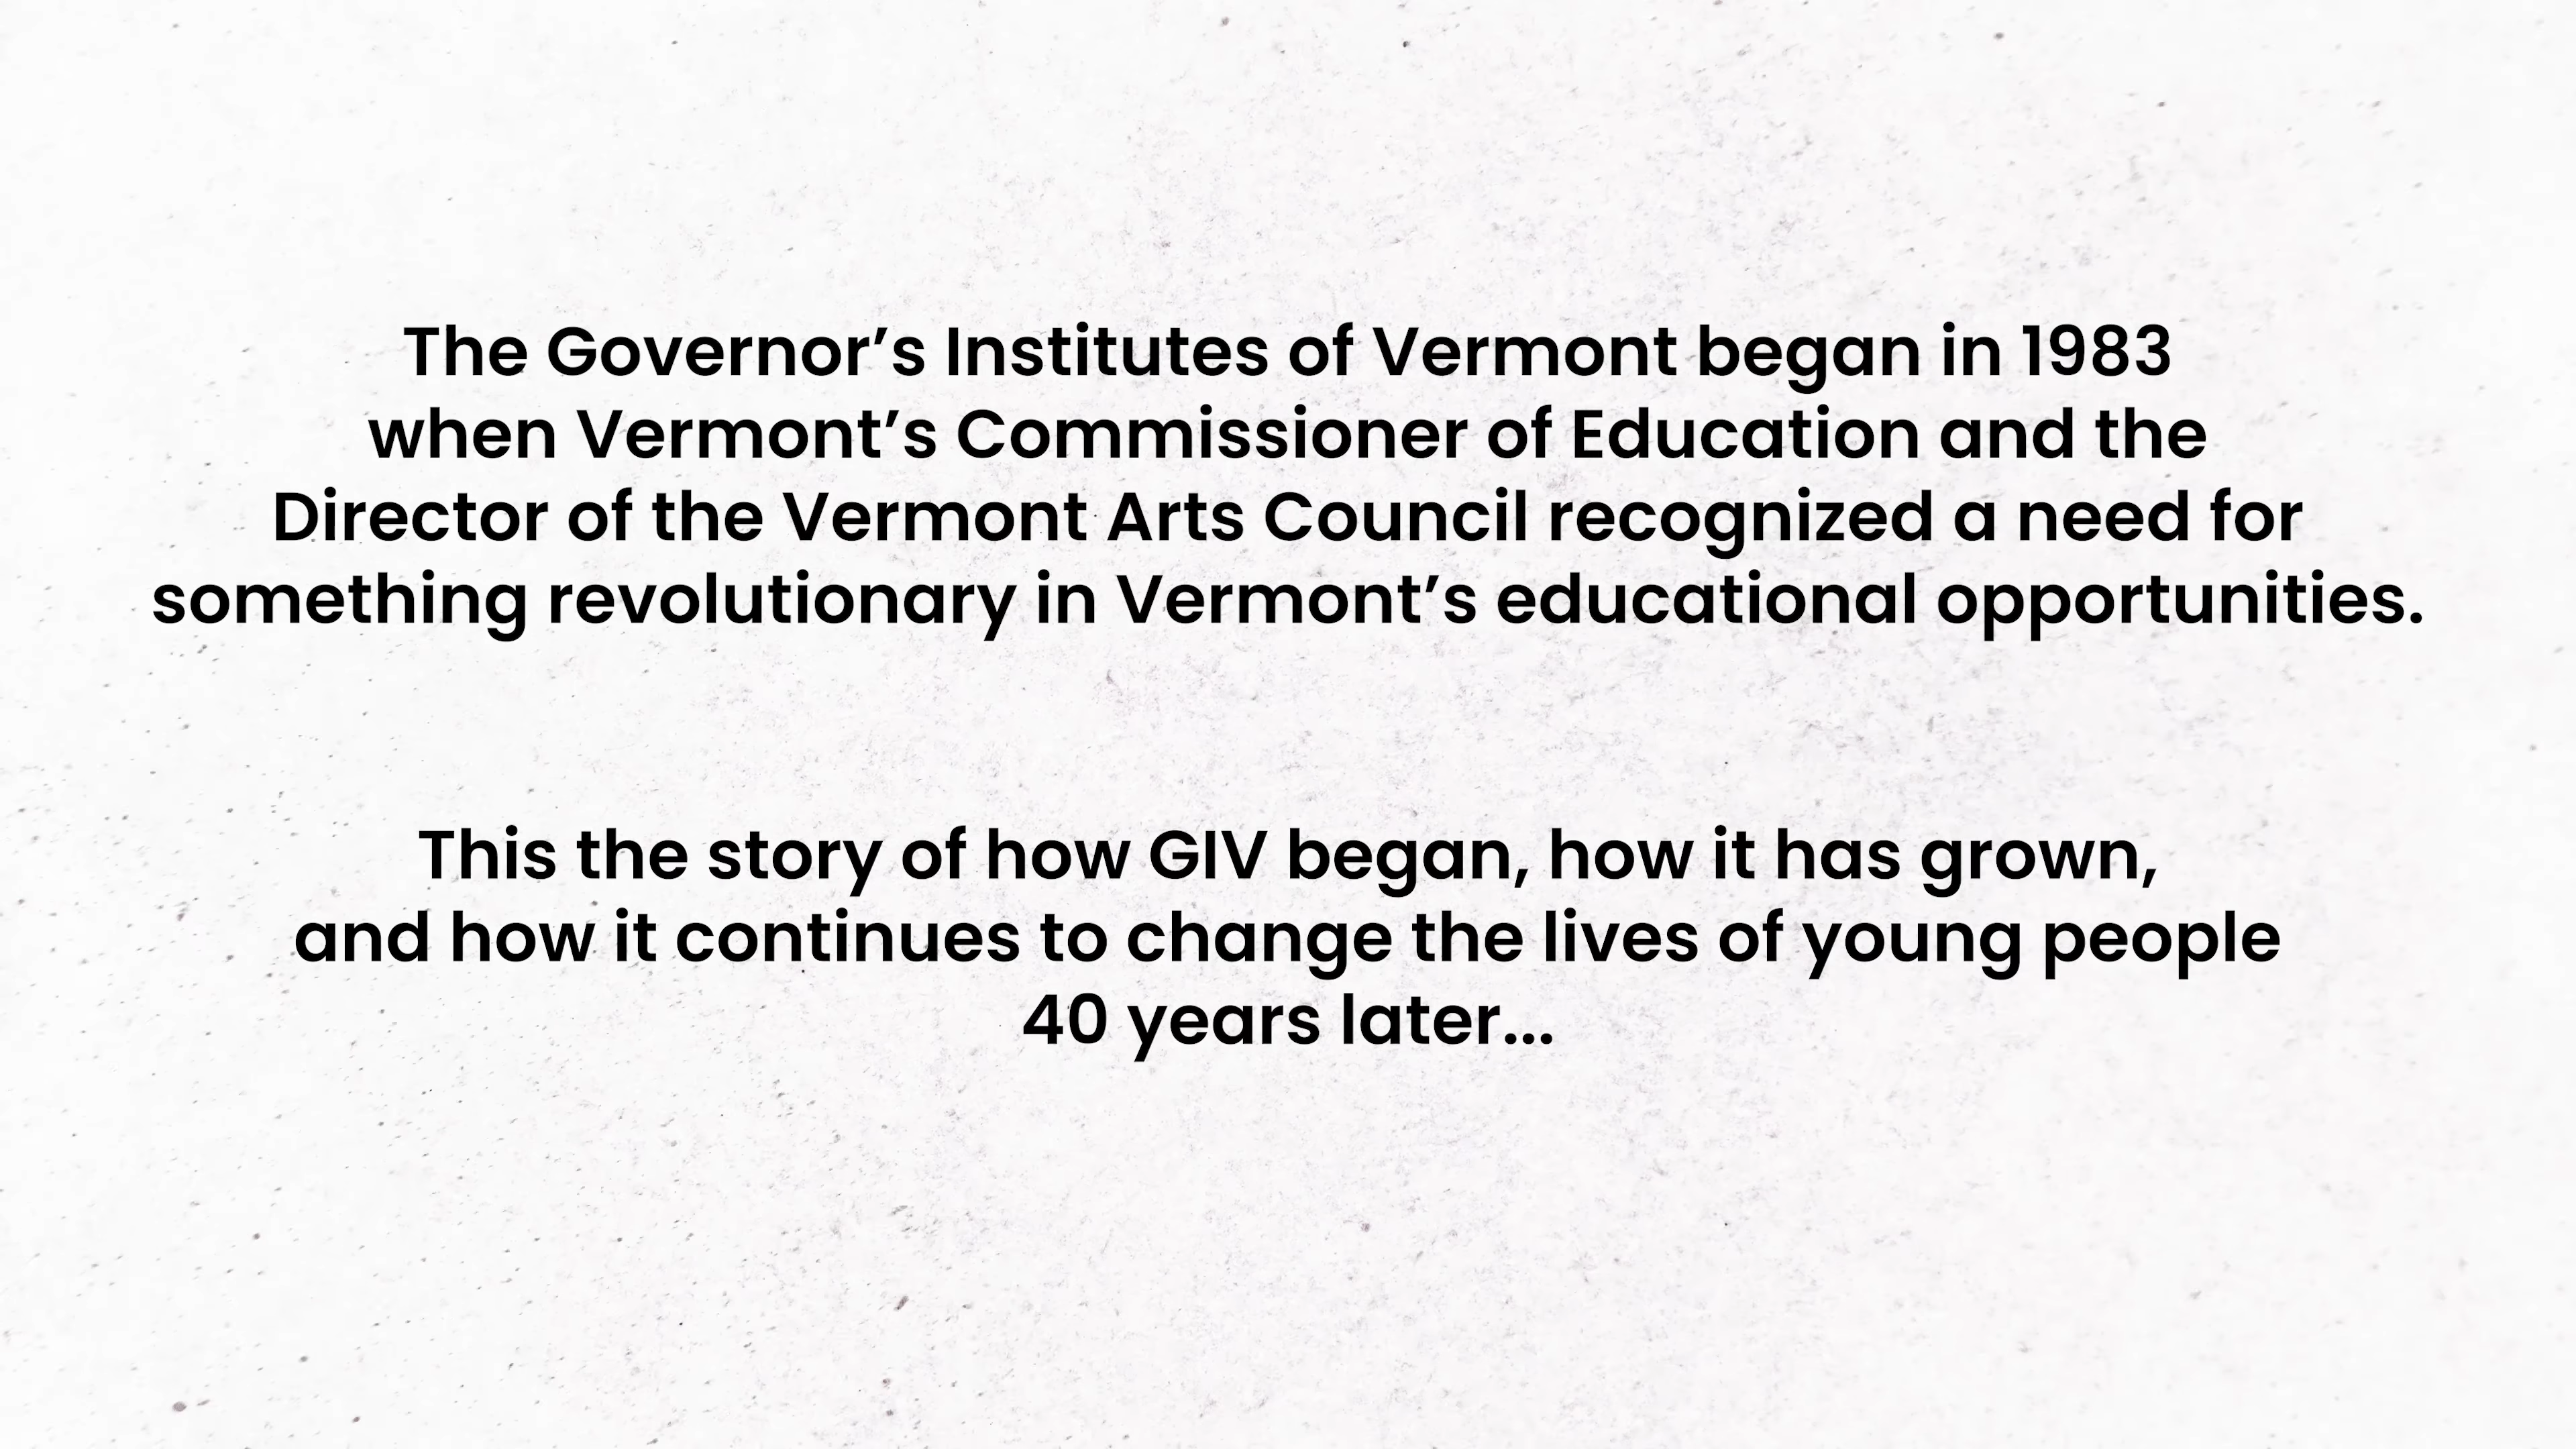 The Governor’s Institutes of Vermont began in 1983
when Vermont’s Commissioner of Education and the
Director of the Vermont Arts Council recognized a need for
something revolutionary in Vermont’s educational opportunities.
This the story of how GIV began, how it has grown,
and how it continues to change the lives of young people
40 years later...